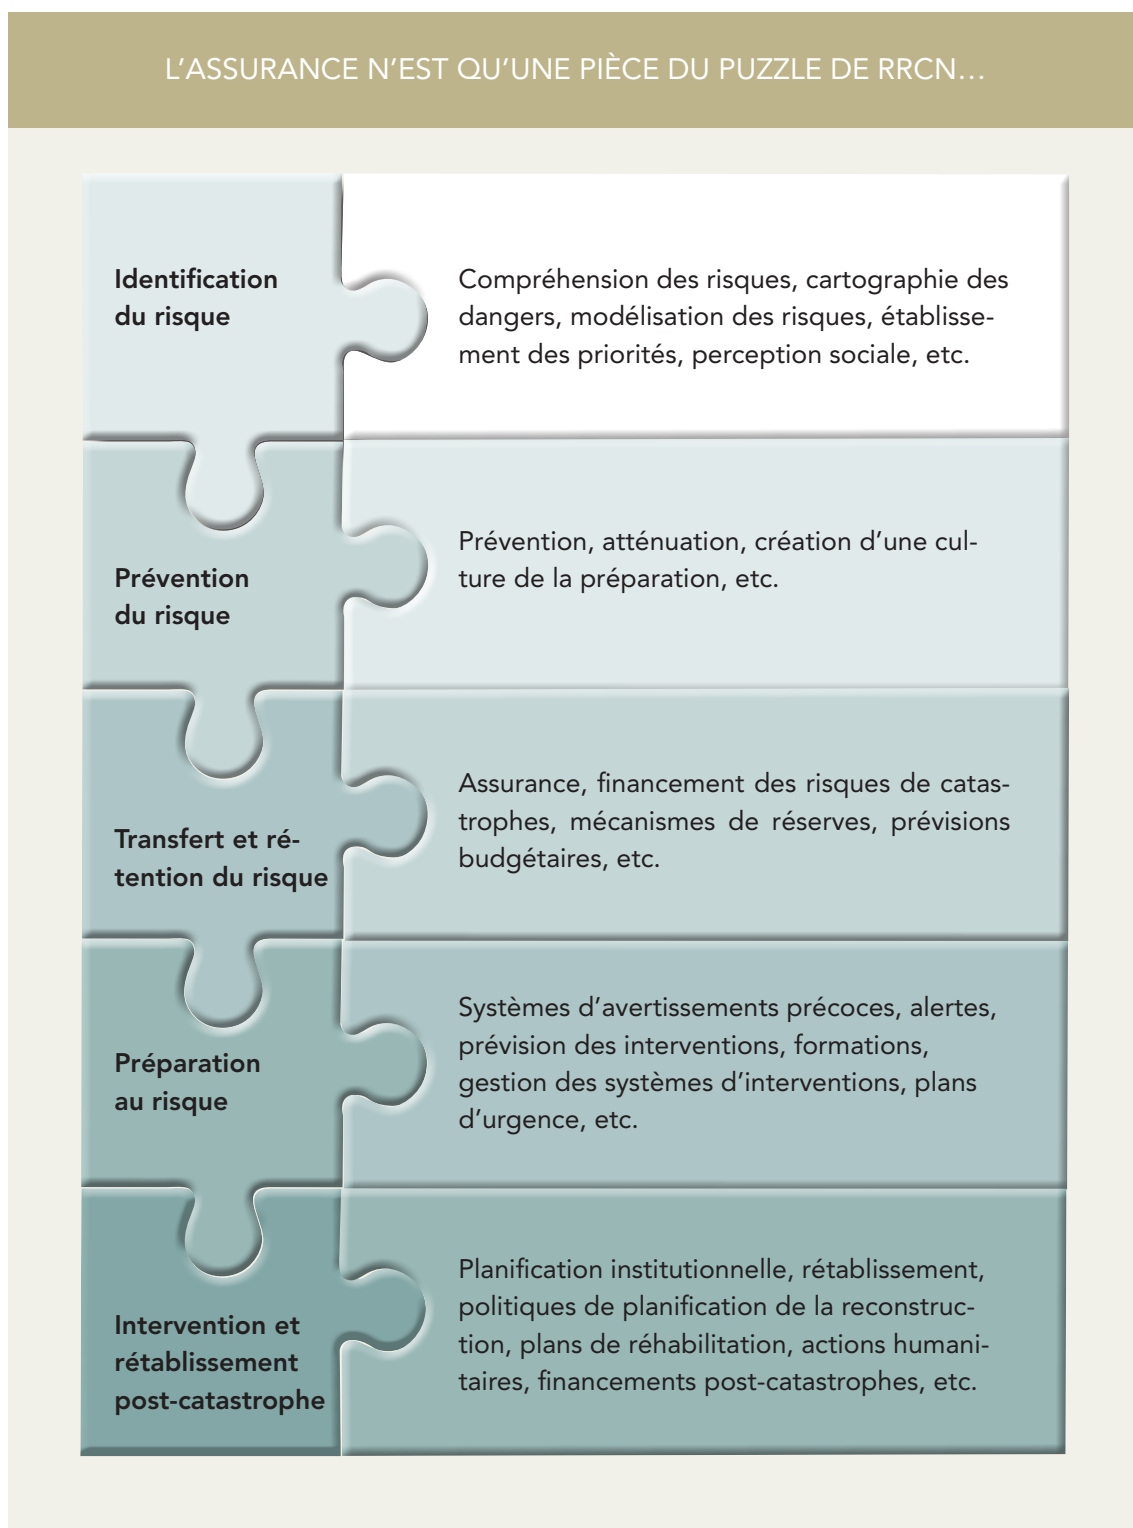 L’ASSURANCE N’EST QU’UNE PIÈCE DU PUZZLE DE RRCN…
Identification
du risque
Compréhension des risques, cartographie des
dangers, modélisation des risques, établisse-
ment des priorités, perception sociale, etc.
Prévention
du risque
Prévention, atténuation, création d’une cul-
ture de la préparation, etc.
Transfert et ré-
tention du risque
Assurance, financement des risques de catas-
trophes, mécanismes de réserves, prévisions
budgétaires, etc.
Préparation
au risque
Systèmes d’avertissements précoces, alertes,
prévision des interventions, formations,
gestion des systèmes d’interventions, plans
d’urgence, etc.
Intervention et
rétablissement
post-catastrophe
Planification institutionnelle, rétablissement,
politiques de planification de la reconstruc-
tion, plans de réhabilitation, actions humani-
taires, financements post-catastrophes, etc.